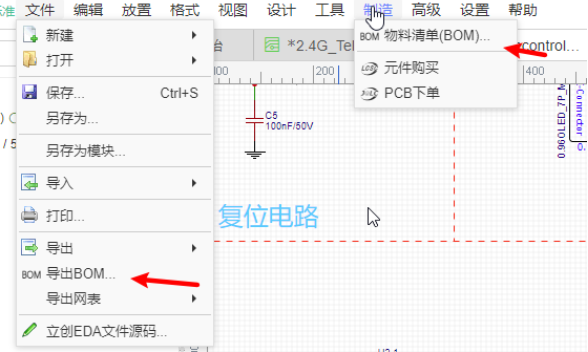 文件 编辑 放置 格式 视图 设计 工具 制造 高级 设置 帮助
新建
打开
保存... Ctrl+S
另存为...
另存为模块...
导入
打印...
导出
BOM 导出BOM...
导出网表
立创EDA文件源码...
BOM 物料清单(BOM)...
元件购买
PCB下单
*2.4G_Tel
control...
200
400
C5
100nF/50V
复位电路
0.96OLED_7P_M
-Connector